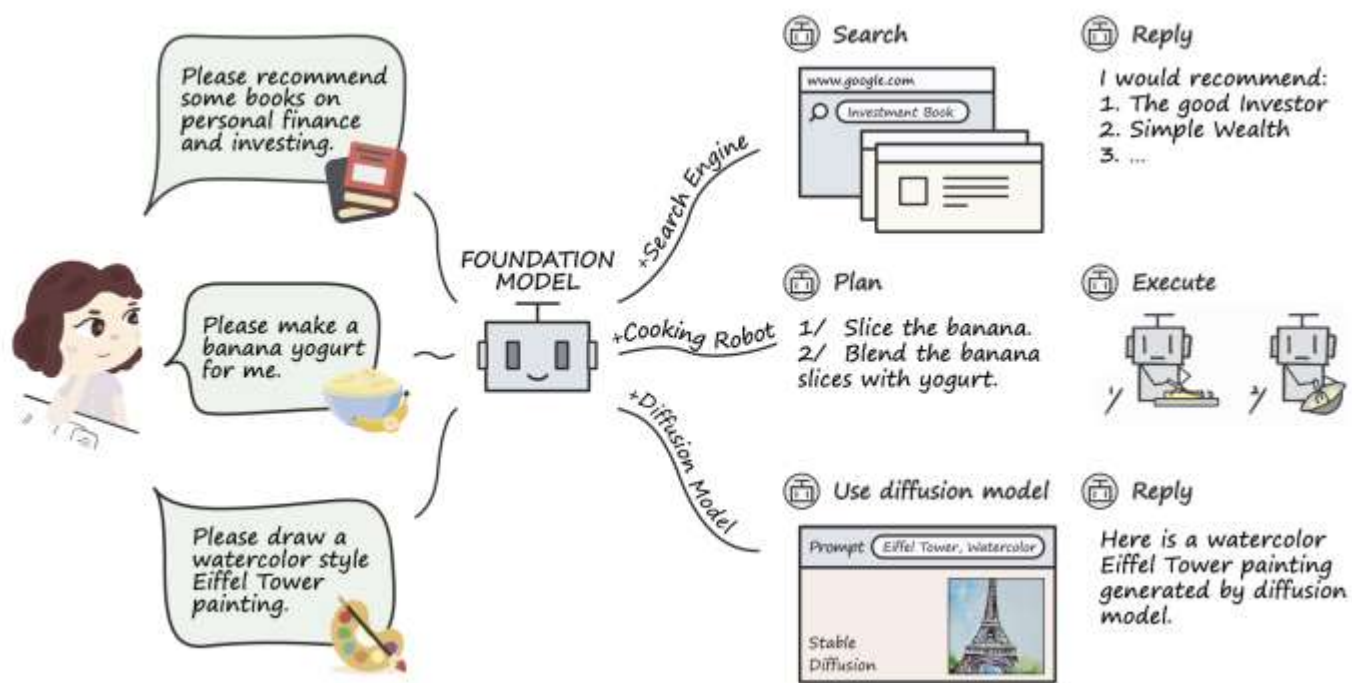 Please recommend
some books on
personal finance
and investing.
Please make a
banana yogurt
for me.
Please draw a
watercolor style
Eiffel Tower
painting.
FOUNDATION
MODEL
+Search Engine
+Cooking Robot
+Diffusion Model
Search
www.google.com
Investment Book
Reply
I would recommend:
1. The good Investor
2. Simple Wealth
3. ...
Plan
1/ Slice the banana.
2/ Blend the banana
slices with yogurt.
Execute
1/
2/
Use diffusion model
Prompt Eiffel Tower, Watercolor
Stable
Diffusion
Reply
Here is a watercolor
Eiffel Tower painting
generated by diffusion
model.